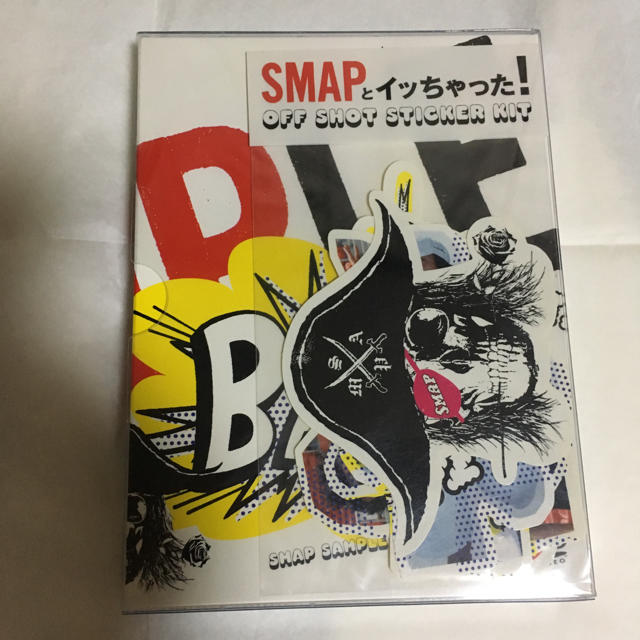 SMAPとイッちゃった!
OFF SHOT STICKER KIT
B
S M A P
SMAP
SMAP SAMPLE